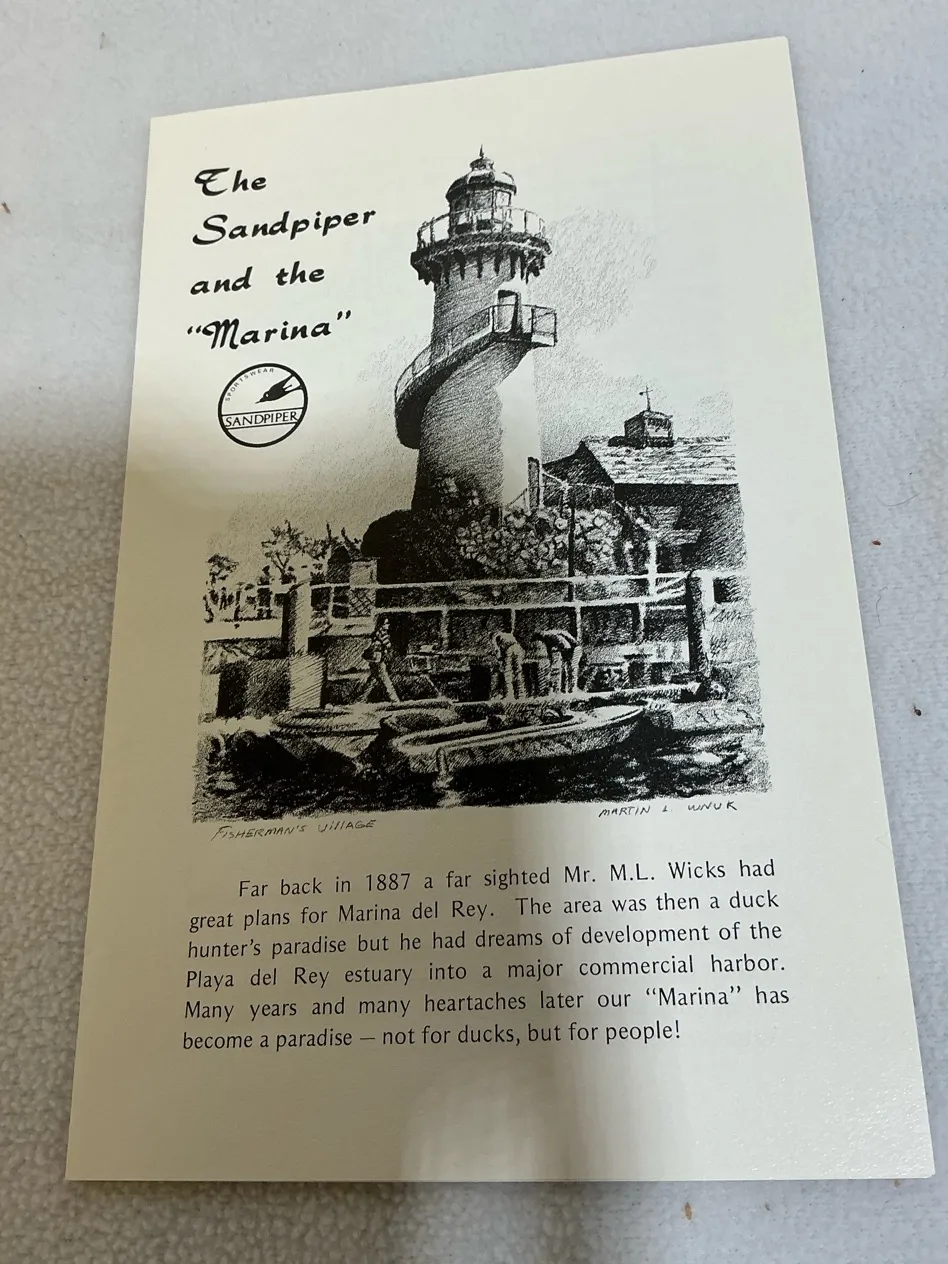 The
Sandpiper
and the
“Marina”
SPORTSWEAR
SANDPIPER
FISHERMAN'S VILLAGE
MARTIN L. WNUK
Far back in 1887 a far sighted Mr. M.L. Wicks had
great plans for Marina del Rey. The area was then a duck
hunter's paradise but he had dreams of development of the
Playa del Rey estuary into a major commercial harbor.
Many years and many heartaches later our “Marina” has
become a paradise — not for ducks, but for people!